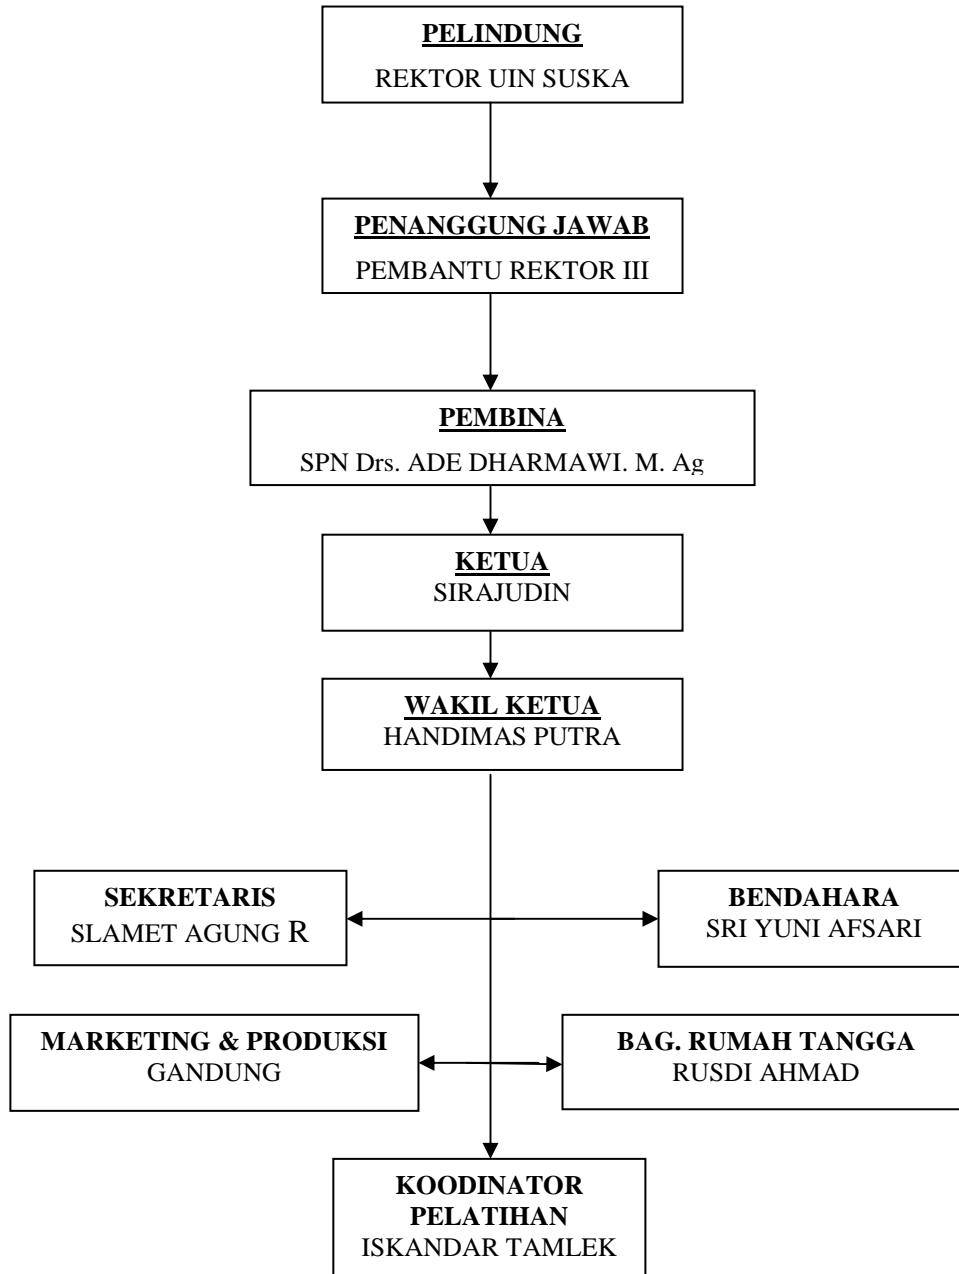 PELINDUNG
REKTOR UIN SUSKA
PENANGGUNG JAWAB
PEMBANTU REKTOR III
PEMBINA
SPN Drs. ADE DHARMAWI. M. Ag
KETUA
SIRAJUDIN
WAKIL KETUA
HANDIMAS PUTRA
SEKRETARIS
SLAMET AGUNG R
BENDAHARA
SRI YUNI AFSARI
MARKETING & PRODUKSI
GANDUNG
BAG. RUMAH TANGGA
RUSDI AHMAD
KOODINATOR
PELATIHAN
ISKANDAR TAMLEK